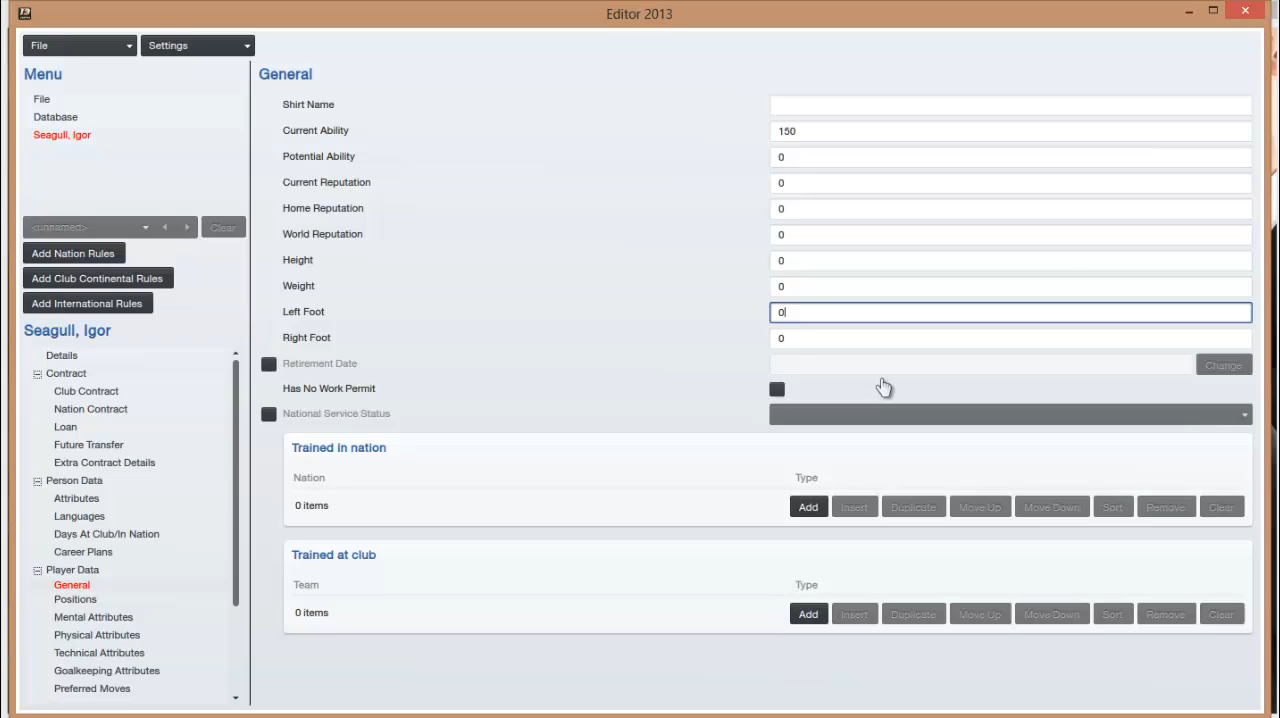 Editor 2013
File
Settings
Menu
File
Database
Seagull, Igor
<unnamed>
Clear
Add Nation Rules
Add Club Continental Rules
Add International Rules
Seagull, Igor
Details
Contract
Club Contract
Nation Contract
Loan
Future Transfer
Extra Contract Details
Person Data
Attributes
Languages
Days At Club/In Nation
Career Plans
Player Data
General
Positions
Mental Attributes
Physical Attributes
Technical Attributes
Goalkeeping Attributes
Preferred Moves
General
Shirt Name
Current Ability 150
Potential Ability 0
Current Reputation 0
Home Reputation 0
World Reputation 0
Height 0
Weight 0
Left Foot 0
Right Foot 0
Retirement Date Change
Has No Work Permit
National Service Status
Trained in nation
Nation Type
0 items Add Insert Duplicate Move Up Move Down Sort Remove Clear
Trained at club
Team Type
0 items Add Insert Duplicate Move Up Move Down Sort Remove Clear